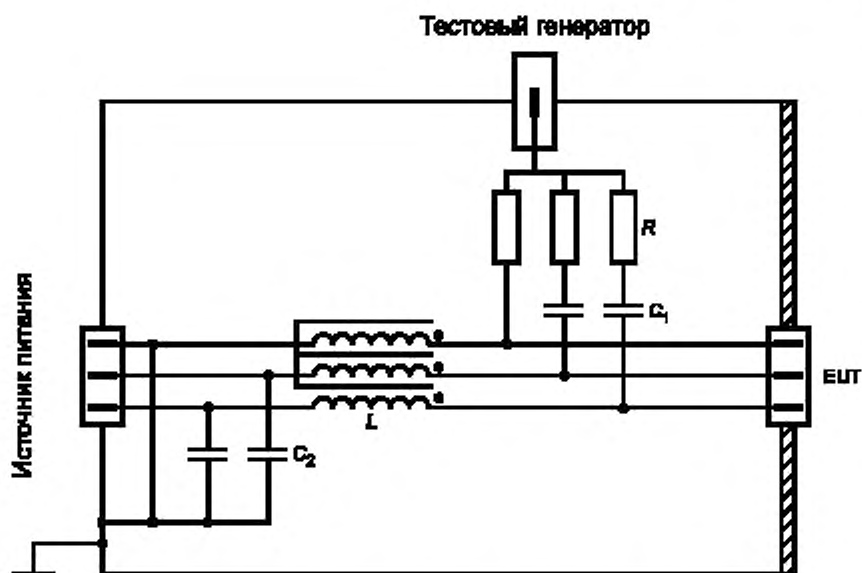 Тестовый генератор
R
C₁
Источник питания
EUT
L
C₂